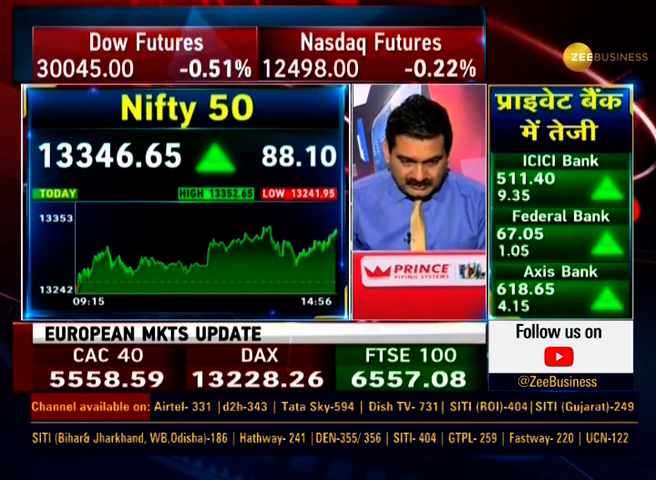 Dow Futures
30045.00 -0.51%
Nasdaq Futures
12498.00 -0.22%
ZEE BUSINESS
Nifty 50
13346.65 88.10
TODAY HIGH 13352.65 LOW 13241.95
13353
13242
09:15 14:56
PRINCE
PIPING SYSTEMS
प्राइवेट बैंक
में तेजी
ICICI Bank
511.40
9.35
Federal Bank
67.05
1.05
Axis Bank
618.65
4.15
EUROPEAN MKTS UPDATE
CAC 40
5558.59
DAX
13228.26
FTSE 100
6557.08
Follow us on
@ZeeBusiness
Channel available on: Airtel- 331 | d2h-343 | Tata Sky-594 | Dish TV- 731| SITI (ROI)-404| SITI (Gujarat)-249
SITI (Bihar& Jharkhand, WB,Odisha)-186 | Hathway- 241 |DEN-355/ 356 | SITI- 404 | GTPL- 259 | Fastway- 220 | UCN-122